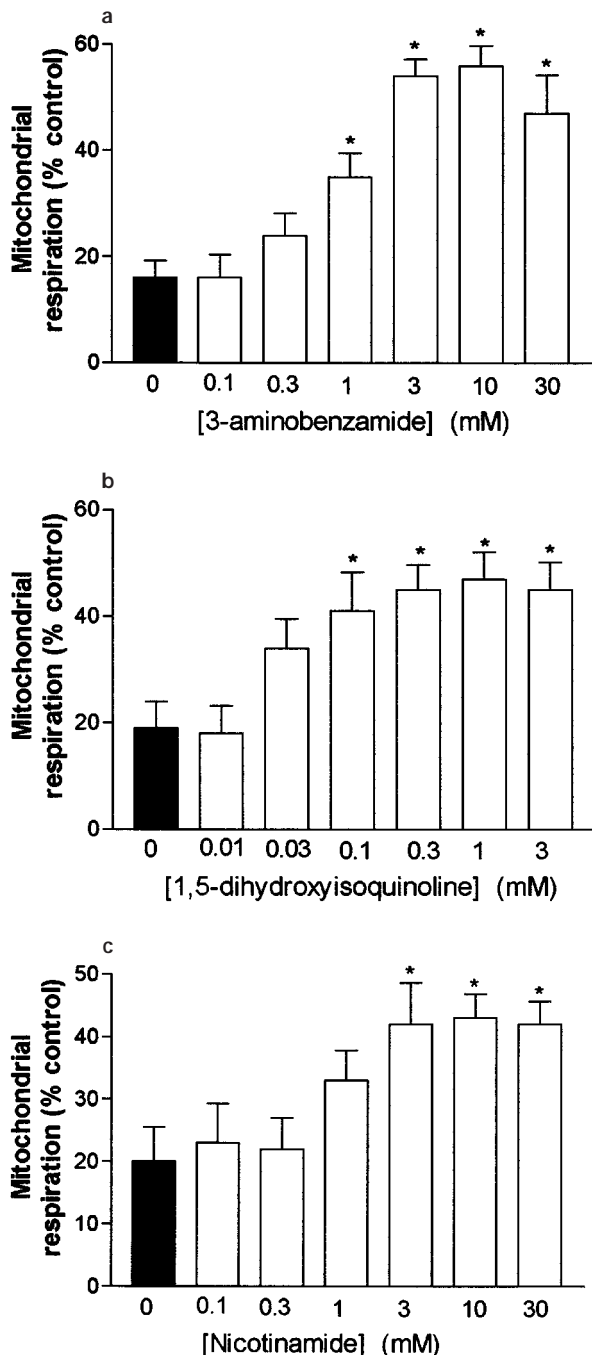 a
Mitochondrial
respiration (% control)
60
40
20
0
* * * *
0 0.1 0.3 1 3 10 30
[3-aminobenzamide] (mM)
b
Mitochondrial
respiration (% control)
60
40
20
0
* * * *
0 0.01 0.03 0.1 0.3 1 3
[1,5-dihydroxyisoquinoline] (mM)
c
Mitochondrial
respiration (% control)
50
40
30
20
10
0
* * *
0 0.1 0.3 1 3 10 30
[Nicotinamide] (mM)